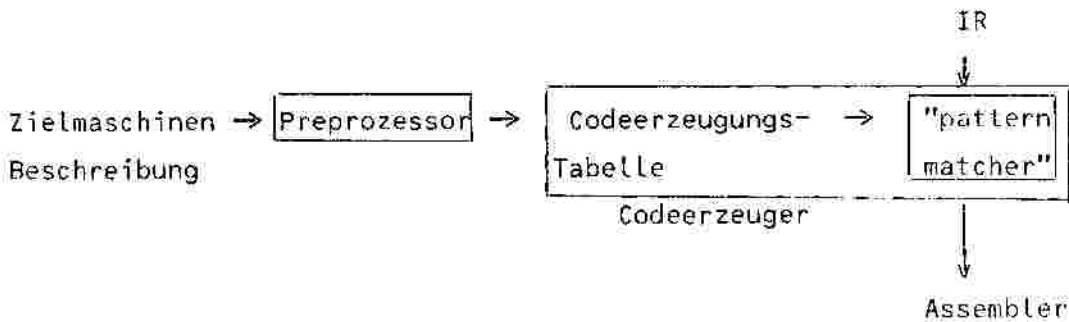 IR
Zielmaschinen → Preprozessor → Codeerzeugungs- → "pattern
Beschreibung Tabelle matcher"
Codeerzeuger
Assembler